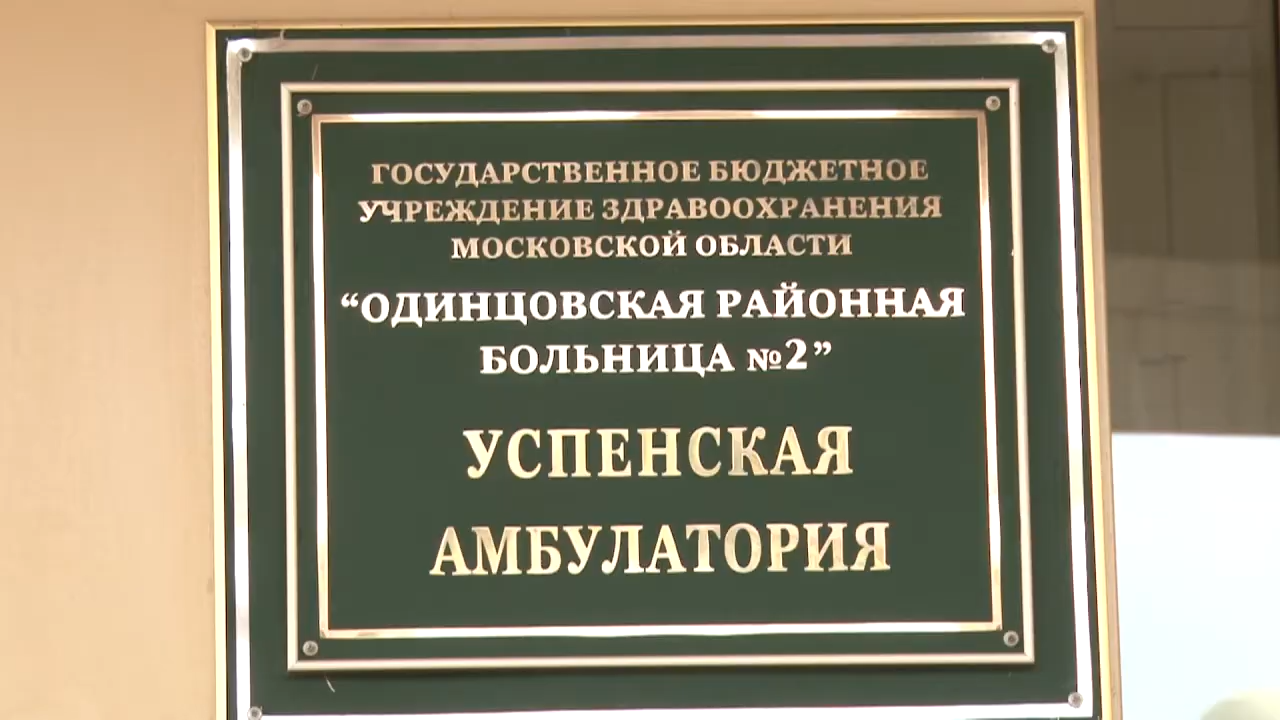 ГОСУДАРСТВЕННОЕ БЮДЖЕТНОЕ
УЧРЕЖДЕНИЕ ЗДРАВООХРАНЕНИЯ
МОСКОВСКОЙ ОБЛАСТИ
“ОДИНЦОВСКАЯ РАЙОННАЯ
БОЛЬНИЦА №2”
УСПЕНСКАЯ
АМБУЛАТОРИЯ